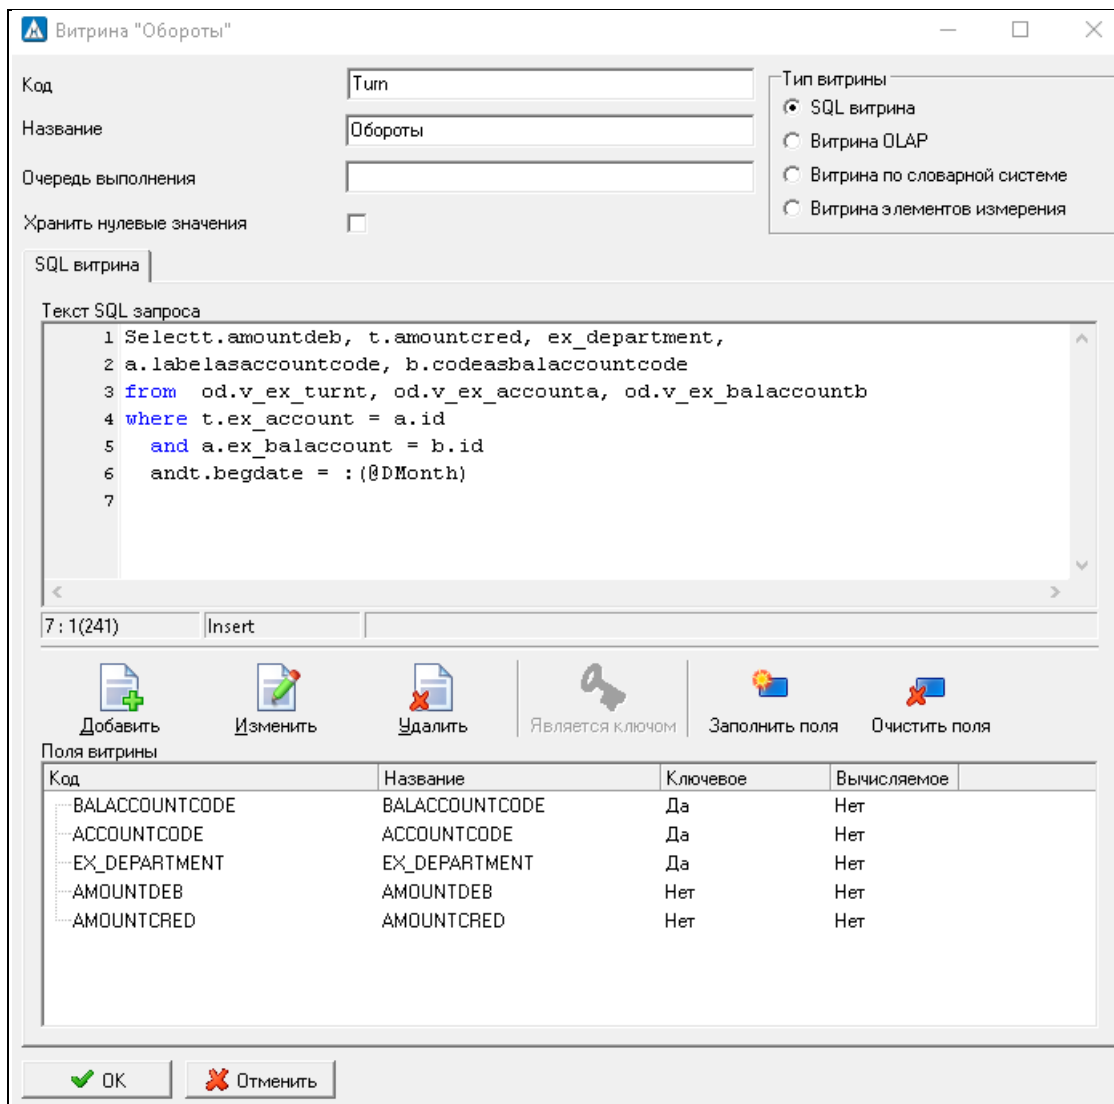 Витрина "Обороты"
Код
Turn
Название
Обороты
Очередь выполнения
Хранить нулевые значения
Тип витрины
SQL витрина
Витрина OLAP
Витрина по словарной системе
Витрина элементов измерения
SQL витрина
Текст SQL запроса
1 Selectt.amountdeb, t.amountcred, ex_department,
2 a.labelasaccountcode, b.codeasbalaccountcode
3 from  od.v_ex_turnt, od.v_ex_accounta, od.v_ex_balaccountb
4 where t.ex_account = a.id
5   and a.ex_balaccount = b.id
6   andt.begdate = :(@DMonth)
7
7: 1(241) Insert
Добавить Изменить Удалить Является ключом Заполнить поля Очистить поля
Поля витрины
Код Название Ключевое Вычисляемое
BALACCOUNTCODE BALACCOUNTCODE Да Нет
ACCOUNTCODE ACCOUNTCODE Да Нет
EX_DEPARTMENT EX_DEPARTMENT Да Нет
AMOUNTDEB AMOUNTDEB Нет Нет
AMOUNTCRED AMOUNTCRED Нет Нет
OK Отменить